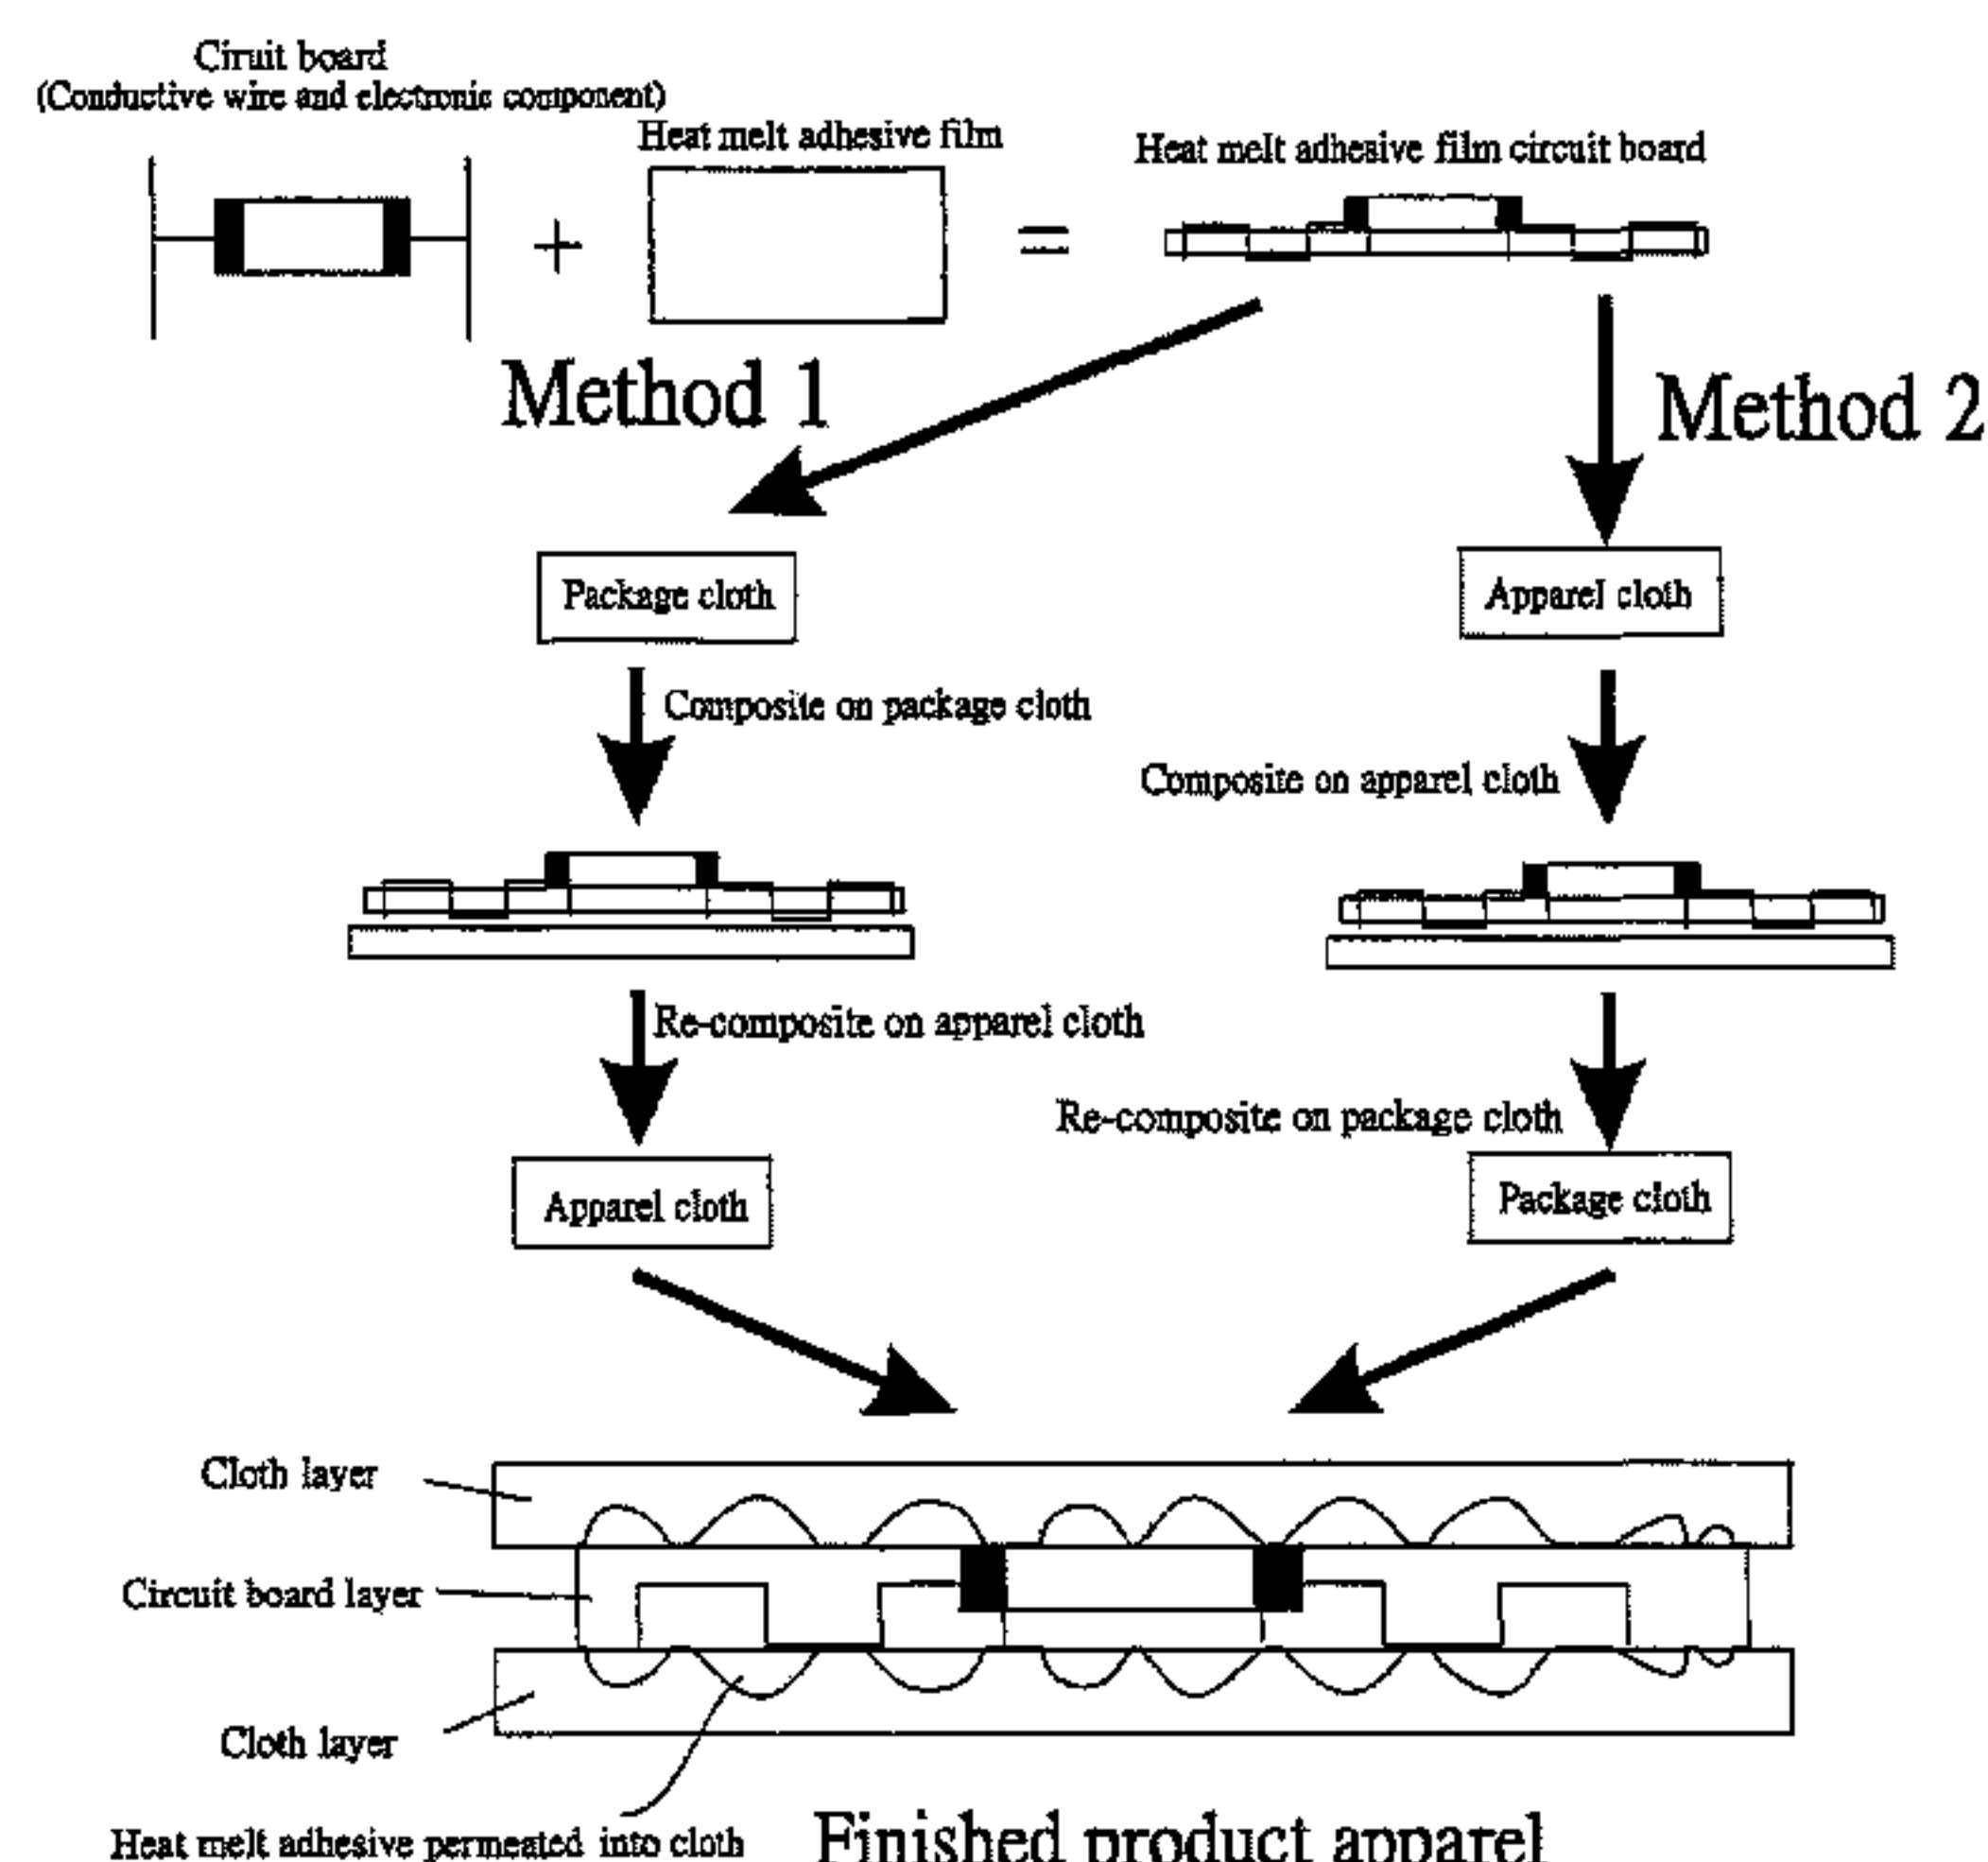 Ciruit board
(Conductive wire and electronic component)
Heat melt adhesive film
Heat melt adhesive film circuit board
+
=
Method 1
Method 2
Package cloth
Apparel cloth
Composite on package cloth
Composite on apparel cloth
Re-composite on apparel cloth
Re-composite on package cloth
Apparel cloth
Package cloth
Cloth layer
Circuit board layer
Cloth layer
Heat melt adhesive permeated into cloth
Finished product apparel